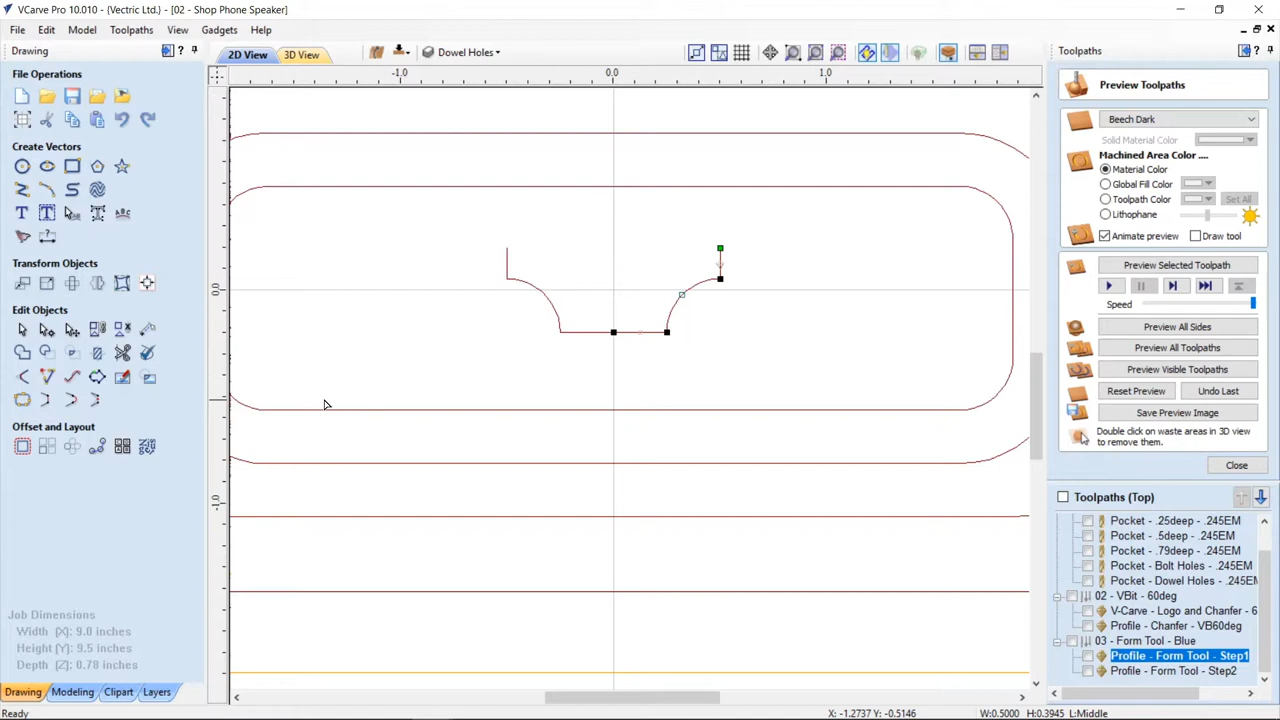 VCarve Pro 10.010 - {Vectric Ltd.} - [02 - Shop Phone Speaker]
File Edit Model Toolpaths View Gadgets Help
Drawing
File Operations
Create Vectors
Transform Objects
Edit Objects
Offset and Layout
Job Dimensions
Width (X): 9.0 inches
Height (Y): 9.5 inches
Depth (Z): 0.78 inches
Drawing Modeling Clipart Layers
Ready
2D View 3D View
Dowel Holes
-1.0 0.0 1.0
0.0
-1.0
X: -1.2737 Y: -0.5146
W:0.5000 H:0.3945 L:Middle
Toolpaths
Preview Toolpaths
Beech Dark
Solid Material Color
Machined Area Color ....
Material Color
Global Fill Color
Toolpath Color Set All
Lithophane
Animate preview Draw tool
Preview Selected Toolpath
Speed
Preview All Sides
Preview All Toolpaths
Preview Visible Toolpaths
Reset Preview Undo Last
Save Preview Image
Double click on waste areas in 3D view
to remove them.
Close
Toolpaths (Top)
Pocket - .25deep - .245EM
Pocket - .5deep - .245EM
Pocket - .79deep - .245EM
Pocket - Bolt Holes - .245EM
Pocket - Dowel Holes - .245EM
02 - VBit - 60deg
V-Carve - Logo and Chanfer - 6
Profile - Chanfer - VB60deg
03 - Form Tool - Blue
Profile - Form Tool - Step1
Profile - Form Tool - Step2